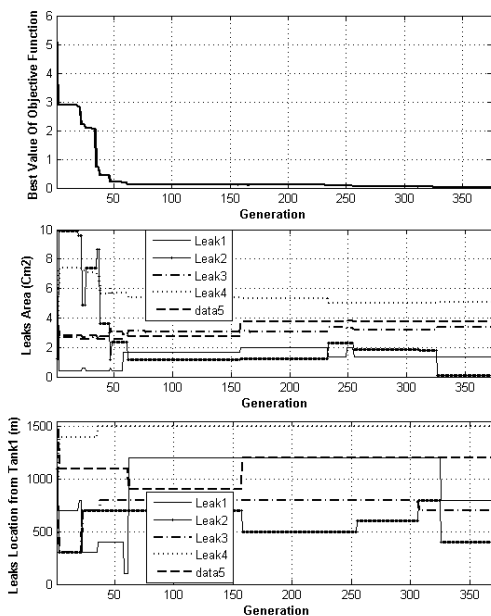 Best Value Of Objective Function
6
5
4
3
2
1
0
50 100 150 200 250 300 350
Generation
Leaks Area (Cm2)
10
8
6
4
2
0
Leak1
Leak2
Leak3
Leak4
data5
50 100 150 200 250 300 350
Generation
Leaks Location from Tank1 (m)
1500
1000
500
0
Leak1
Leak2
Leak3
Leak4
data5
50 100 150 200 250 300 350
Generation